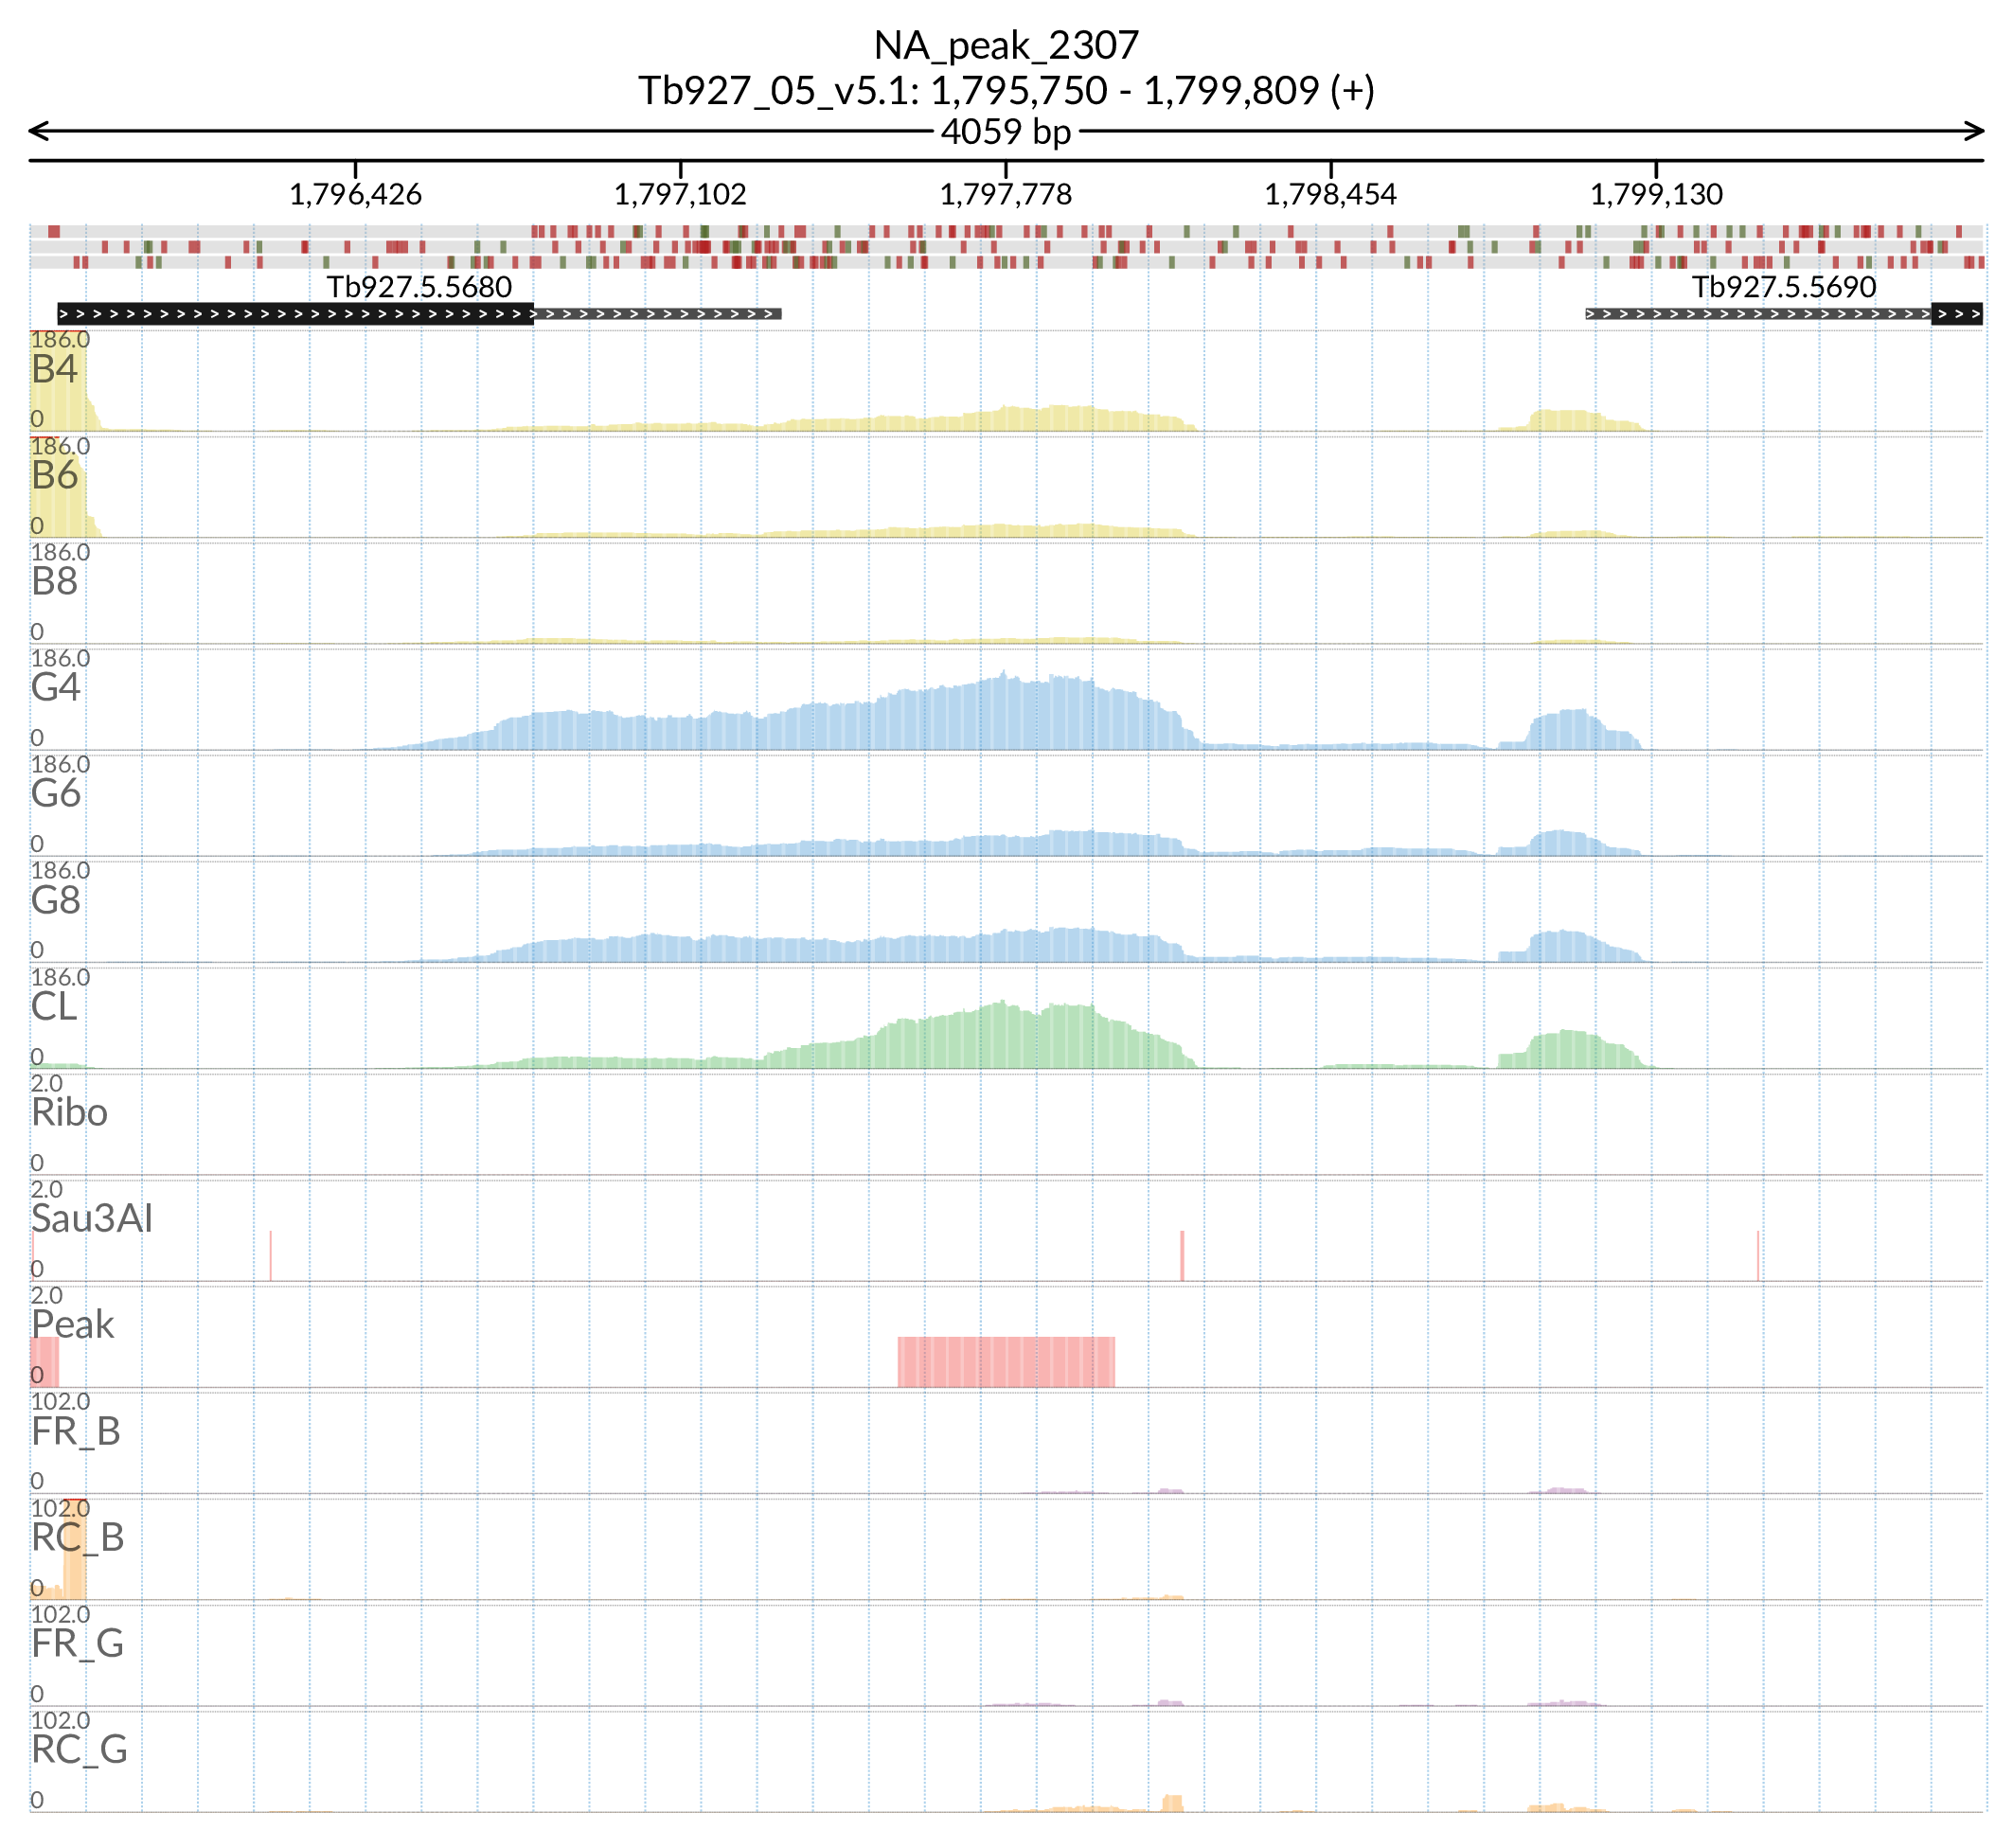 NA_peak_2307
Tb927_05_v5.1: 1,795,750 - 1,799,809 (+)
4059 bp
1,796,426 1,797,102 1,797,778 1,798,454 1,799,130
Tb927.5.5680 Tb927.5.5690
186.0
B4
0
186.0
B6
0
186.0
B8
0
186.0
G4
0
186.0
G6
0
186.0
G8
0
186.0
CL
0
2.0
Ribo
0
2.0
Sau3AI
0
2.0
Peak
0
102.0
FR_B
0
102.0
RC_B
0
102.0
FR_G
0
102.0
RC_G
0